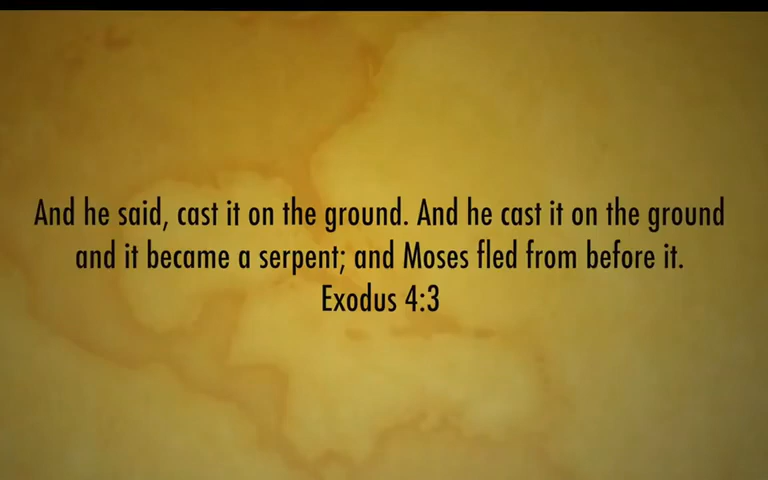 And he said, cast it on the ground. And he cast it on the ground
and it became a serpent; and Moses fled from before it.
Exodus 4:3